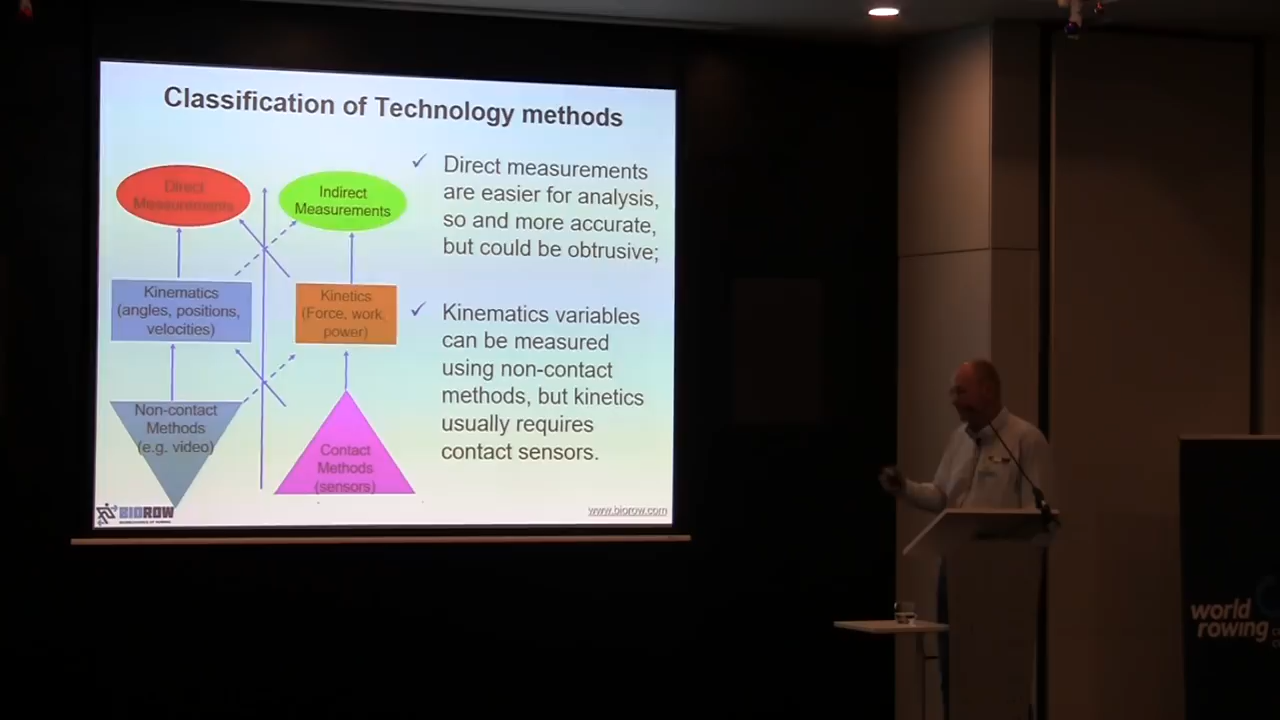 Classification of Technology methods
Direct
Measurements
Indirect
Measurements
Kinematics
(angles, positions,
velocities)
Kinetics
(Force, work,
power)
Non-contact
Methods
(e.g. video)
Contact
Methods
(sensors)
✓ Direct measurements
are easier for analysis,
so and more accurate,
but could be obtrusive;
✓ Kinematics variables
can be measured
using non-contact
methods, but kinetics
usually requires
contact sensors.
BIOROW
www.biorow.com
world
rowing